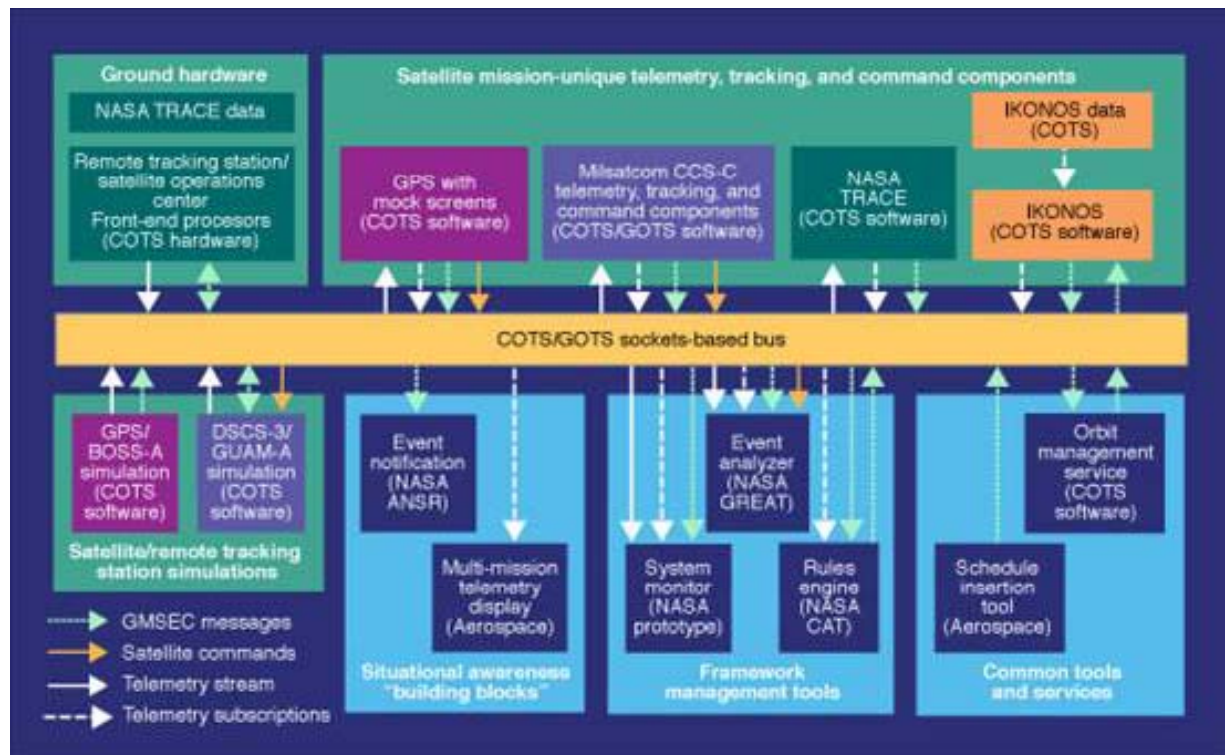 Ground hardware
NASA TRACE data
Remote tracking station/
satellite operations
center
Front-end procesors
(COTS hardware)
Satellite mission-unique telemetry, tracking, and command components
GPS with
mock screens
(COTS software)
Milsatcom CCS-C
telemetry, tracking, and
command components
(COTS/GOTS software)
NASA
TRACE
(COTS software)
IKONOS data
(COTS)
IKONOS
(COTS software)
COTS/GOTS sockets-based bus
GPS/
BOSS-A
simulation
(COTS
software)
DSCS-3/
GUAM-A
simulation
(COTS
software)
Satellite/remote tracking
station simulations
Event
notification
(NASA
ANSR)
Multi-mission
telemetry
display
(Aerospace)
Situational awareness
"building blocks"
Event
analyzer
(NASA
GREAT)
System
monitor
(NASA
prototype)
Rules
engine
(NASA
CAT)
Framework
management tools
Orbit
management
service
(COTS
software)
Schedule
insertion
tool
(Aerospace)
Common tools
and services
GMSEC messages
Satellite commands
Telemetry stream
Telemetry subscriptions